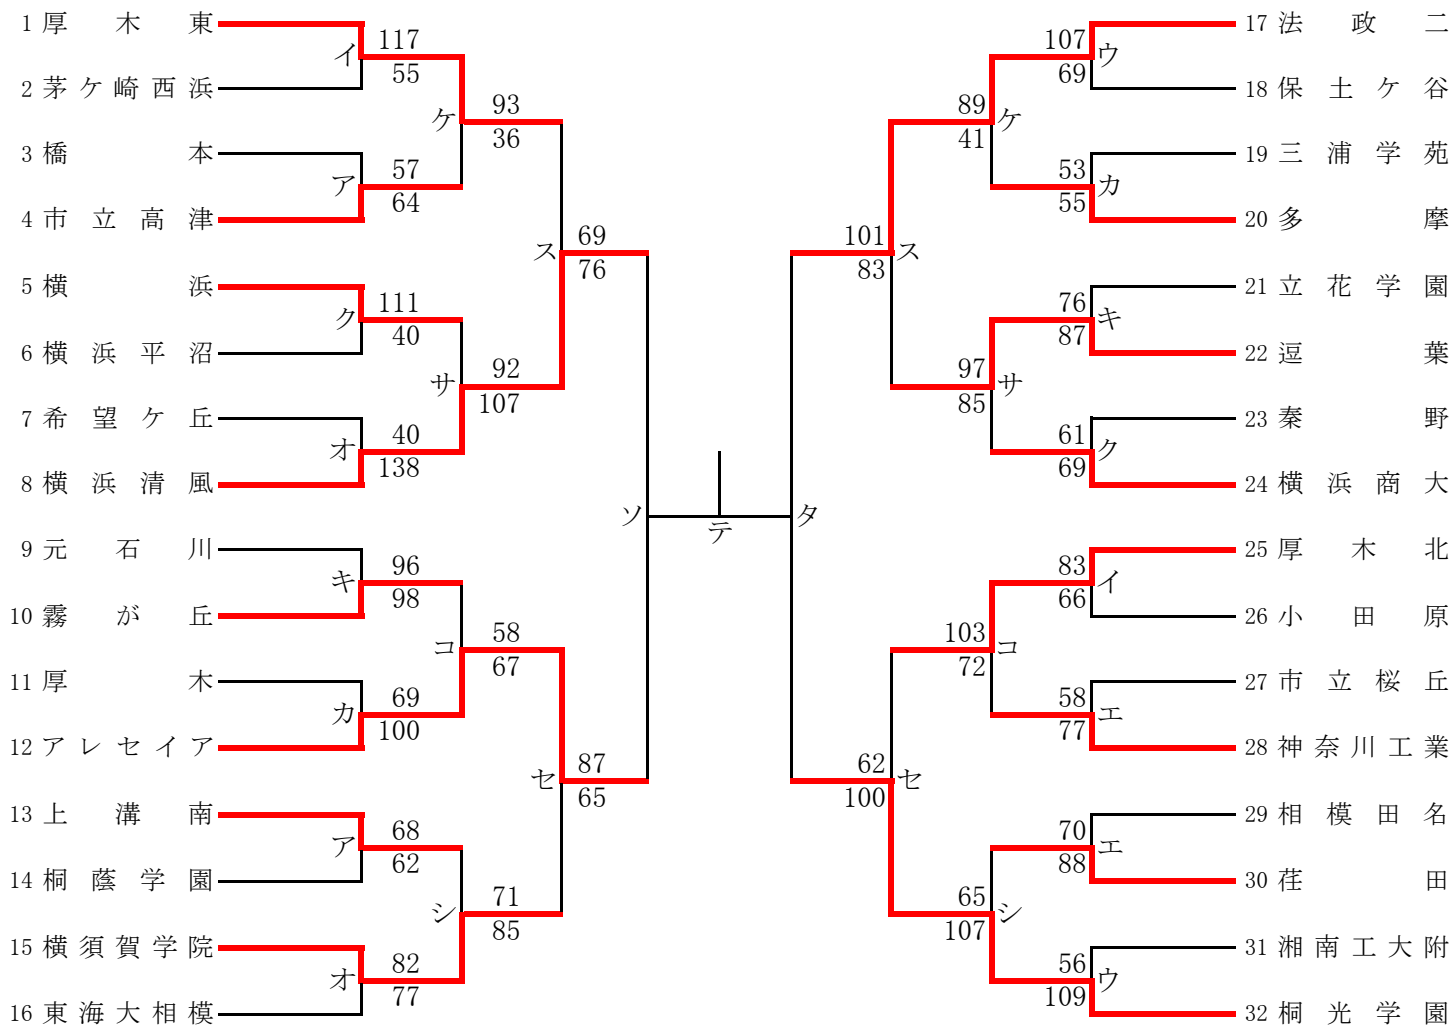 1 厚木東
イ 117
55
2 茅ケ崎西浜
ケ 93
36
3 橋本
ア 57
64
4 市立高津
ス 69
76
5 横浜
ク 111
40
6 横浜平沼
サ 92
107
7 希望ケ丘
オ 40
138
8 横浜清風
ソ
9 元石川
キ 96
98
10 霧が丘
コ 58
67
11 厚木
カ 69
100
12 アレセイア
セ 87
65
13 上溝南
ア 68
62
14 桐蔭学園
シ 71
85
15 横須賀学院
オ 82
77
16 東海大相模
テ
17 法政二
107 ウ
69
18 保土ケ谷
89 ケ
41
19 三浦学苑
53 カ
55
20 多摩
101 ス
83
21 立花学園
76 キ
87
22 逗葉
97 サ
85
23 秦野
61 ク
69
24 横浜商大
タ
25 厚木北
83 イ
66
26 小田原
103 コ
72
27 市立桜丘
58 エ
77
28 神奈川工業
62 セ
100
29 相模田名
70 エ
88
30 荏田
65 シ
107
31 湘南工大附
56 ウ
109
32 桐光学園